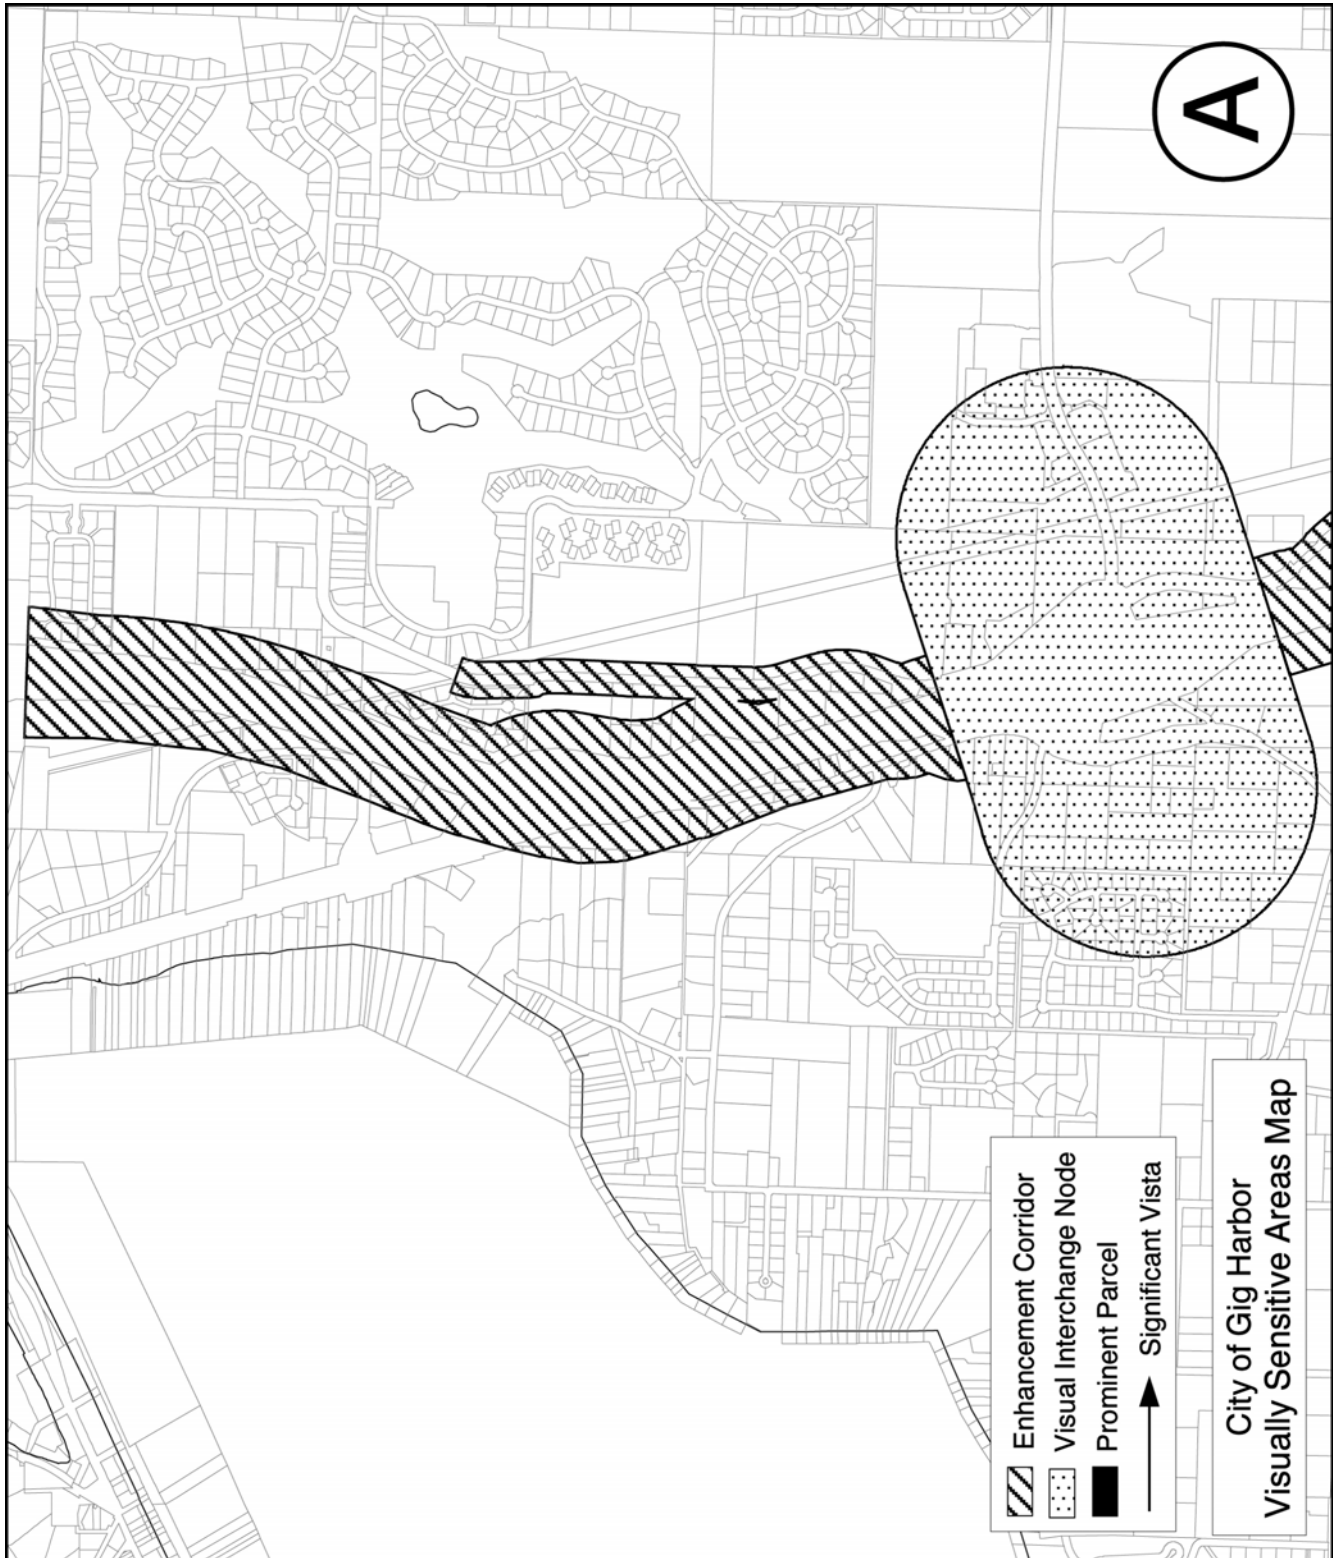 A
Enhancement Corridor
Visual Interchange Node
Prominent Parcel
Significant Vista
City of Gig Harbor
Visually Sensitive Areas Map